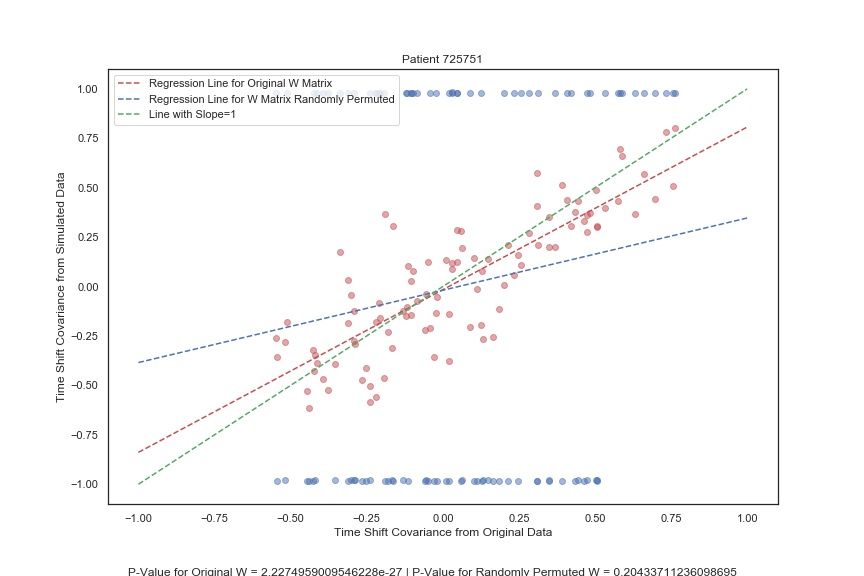 Patient 725751
Regression Line for Original W Matrix
Regression Line for W Matrix Randomly Permuted
Line with Slope=1
1.00
0.75
0.50
0.25
0.00
−0.25
−0.50
−0.75
−1.00
Time Shift Covariance from Simulated Data
−1.00 −0.75 −0.50 −0.25 0.00 0.25 0.50 0.75 1.00
Time Shift Covariance from Original Data
P-Value for Original W = 2.2274959009546228e-27 | P-Value for Randomly Permuted W = 0.20433711236098695